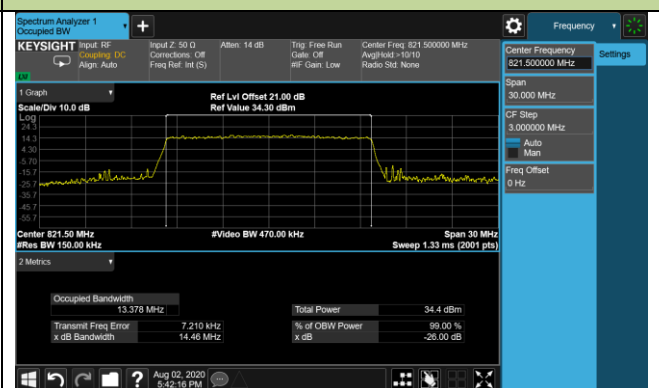 Spectrum Analyzer 1
Occupied BW
+
Frequency
KEYSIGHT
Input: RF
Coupling: DC
Align: Auto
Input Z: 50 Ω
Corrections: Off
Freq Ref: Int (S)
Atten: 14 dB
Trig: Free Run
Gate: Off
#IF Gain: Low
Center Freq: 821.500000 MHz
Avg|Hold:>10/10
Radio Std: None
LW
Center Frequency
821.500000 MHz
Settings
Span
30.000 MHz
CF Step
3.000000 MHz
Auto
Man
Freq Offset
0 Hz
1 Graph
Scale/Div 10.0 dB
Ref Lvl Offset 21.00 dB
Ref Value 34.30 dBm
Log
24.3
14.3
4.30
-5.70
-15.7
-25.7
-35.7
-45.7
-55.7
Center 821.50 MHz
#Video BW 470.00 kHz
Span 30 MHz
#Res BW 150.00 kHz
Sweep 1.33 ms (2001 pts)
2 Metrics
Occupied Bandwidth
13.378 MHz
Total Power 34.4 dBm
Transmit Freq Error 7.210 kHz
% of OBW Power 99.00 %
x dB Bandwidth 14.46 MHz
x dB -26.00 dB
?
Aug 02, 2020
5:42:16 PM